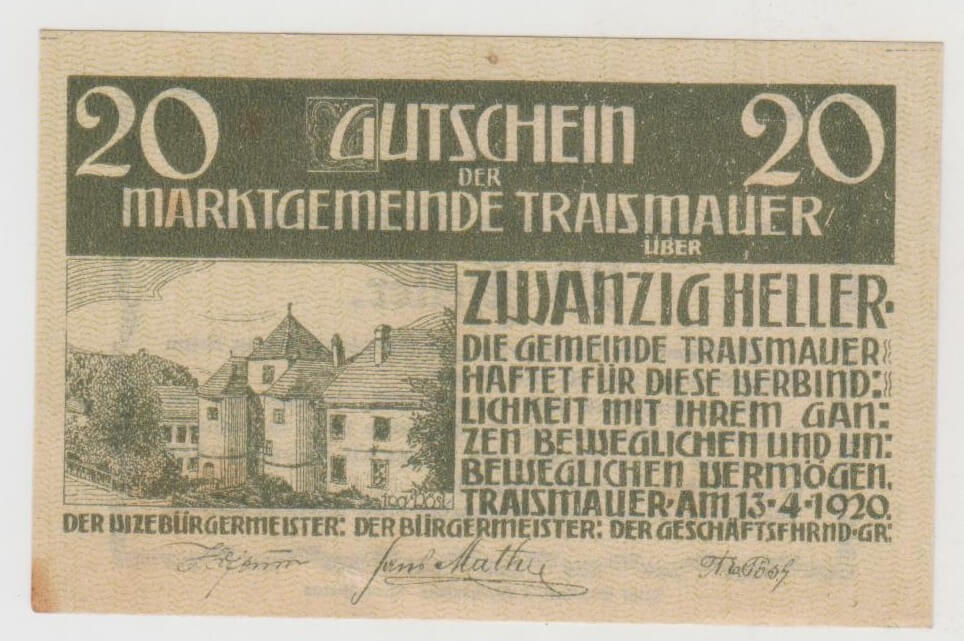 20 GUTSCHEIN 20
DER
MARKTGEMEINDE TRAISMAUER
ÜBER
ZWANZIG HELLER·
DIE GEMEINDE TRAISMAUER
HAFTET FÜR DIESE VERBIND:
LICHKEIT MIT IHREM GAN:
ZEN BEWEGLICHEN UND UN:
BEWEGLICHEN VERMÖGEN.
TRAISMAUER·AM 13·4·1920.
DER VIZEBÜRGERMEISTER: DER BÜRGERMEISTER: DER GESCHÄFTSFHRND·GR:
Hans Mathe